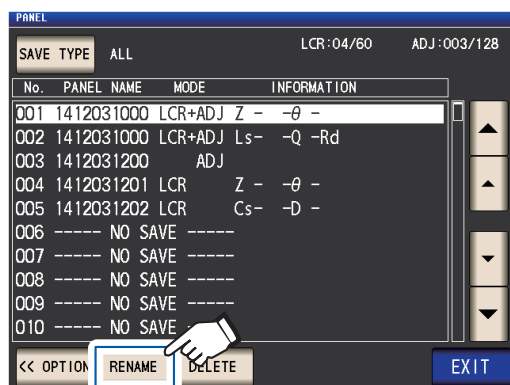 PANEL
SAVE TYPE ALL LCR:04/60 ADJ:003/128
No. PANEL NAME MODE INFORMATION
001 1412031000 LCR+ADJ Z - -θ -
002 1412031000 LCR+ADJ Ls- -Q -Rd
003 1412031200 ADJ
004 1412031201 LCR Z - -θ -
005 1412031202 LCR Cs- -D -
006 ----- NO SAVE -----
007 ----- NO SAVE -----
008 ----- NO SAVE -----
009 ----- NO SAVE -----
010 ----- NO SAVE -----
<< OPTION RENAME DELETE EXIT